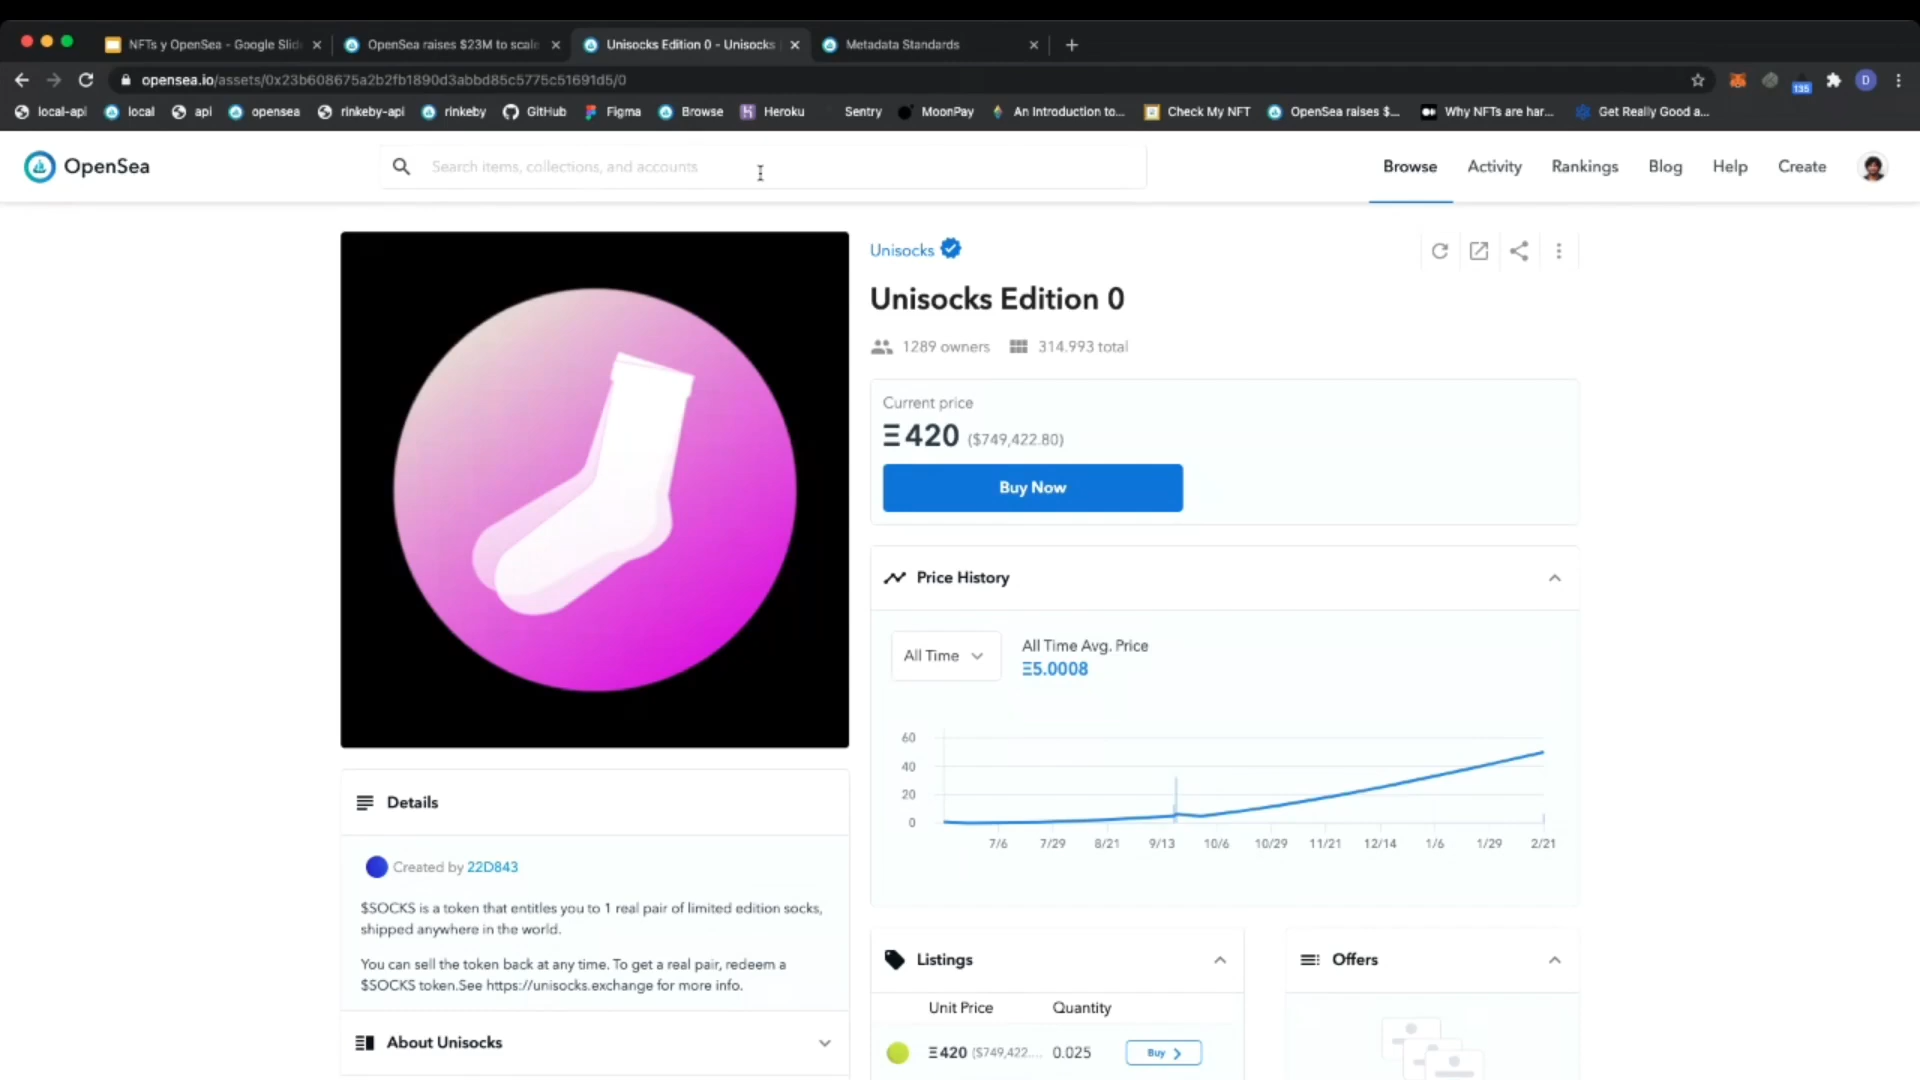 NFTs y OpenSea - Google Slid
OpenSea raises $23M to scale
Unisocks Edition 0 - Unisocks
Metadata Standards
opensea.io/assets/0x23b608675a2b2fb1890d3abbd85c5775c51691d5/0
135
D
local-api
local
api
opensea
rinkeby-api
rinkeby
GitHub
Figma
Browse
Heroku
Sentry
MoonPay
An Introduction to...
Check My NFT
OpenSea raises $...
Why NFTs are har...
Get Really Good a...
OpenSea
Search items, collections, and accounts
Browse
Activity
Rankings
Blog
Help
Create
Unisocks
Unisocks Edition 0
1289 owners
314.993 total
Current price
Ξ 420 ($749,422.80)
Buy Now
Price History
All Time
All Time Avg. Price
Ξ5.0008
60
40
20
0
7/6 7/29 8/21 9/13 10/6 10/29 11/21 12/14 1/6 1/29 2/21
Details
Created by 22D843
$SOCKS is a token that entitles you to 1 real pair of limited edition socks,
shipped anywhere in the world.
You can sell the token back at any time. To get a real pair, redeem a
$SOCKS token.See https://unisocks.exchange for more info.
About Unisocks
Listings
Unit Price Quantity
Ξ 420 ($749,422.... 0.025 Buy
Offers